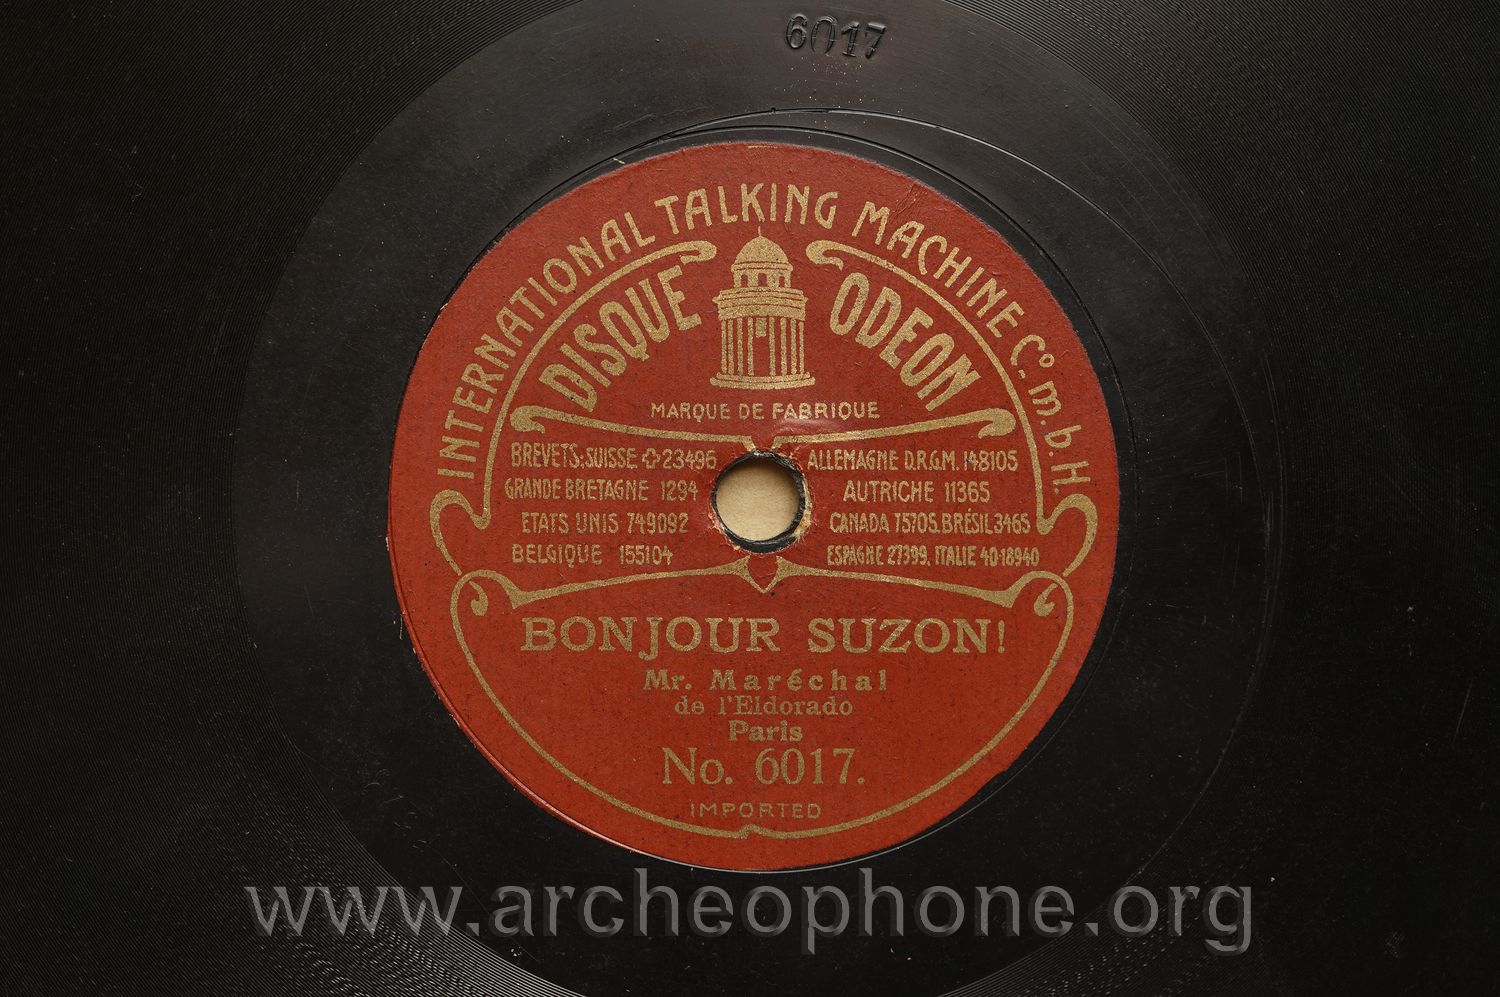 6017
INTERNATIONAL TALKING MACHINE Co. m. b. H.
DISQUE ODEON
MARQUE DE FABRIQUE
BREVETS: SUISSE 23496
GRANDE BRETAGNE 1294
ETATS UNIS 749092
BELGIQUE 155104
ALLEMAGNE D.R.G.M. 148105
AUTRICHE 11365
CANADA 75705. BRÉSIL 3465
ESPAGNE 27399. ITALIE 40-18940
BONJOUR SUZON!
Mr. Maréchal
de l'Eldorado
Paris
No. 6017.
IMPORTED
www.archeophone.org